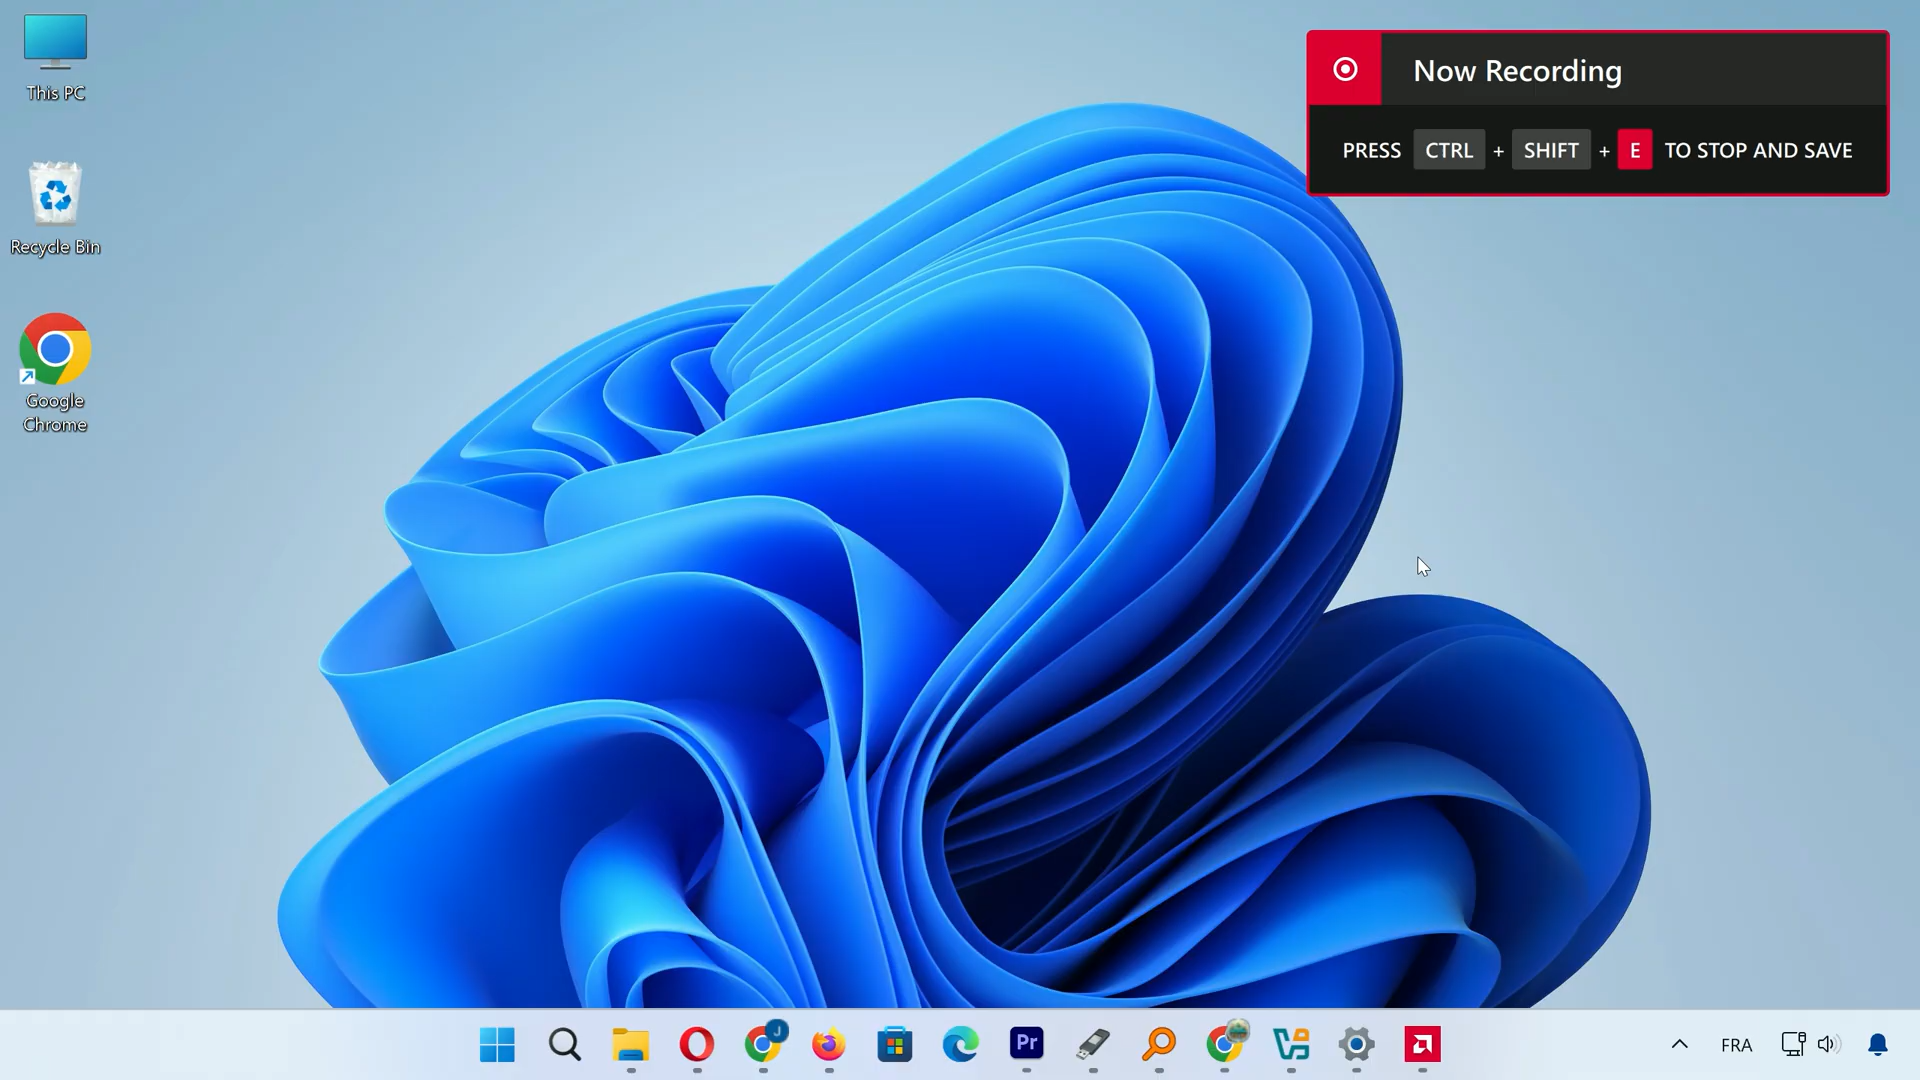 This PC
Recycle Bin
Google
Chrome
Now Recording
PRESS CTRL + SHIFT + E TO STOP AND SAVE
J
Pr
FRA